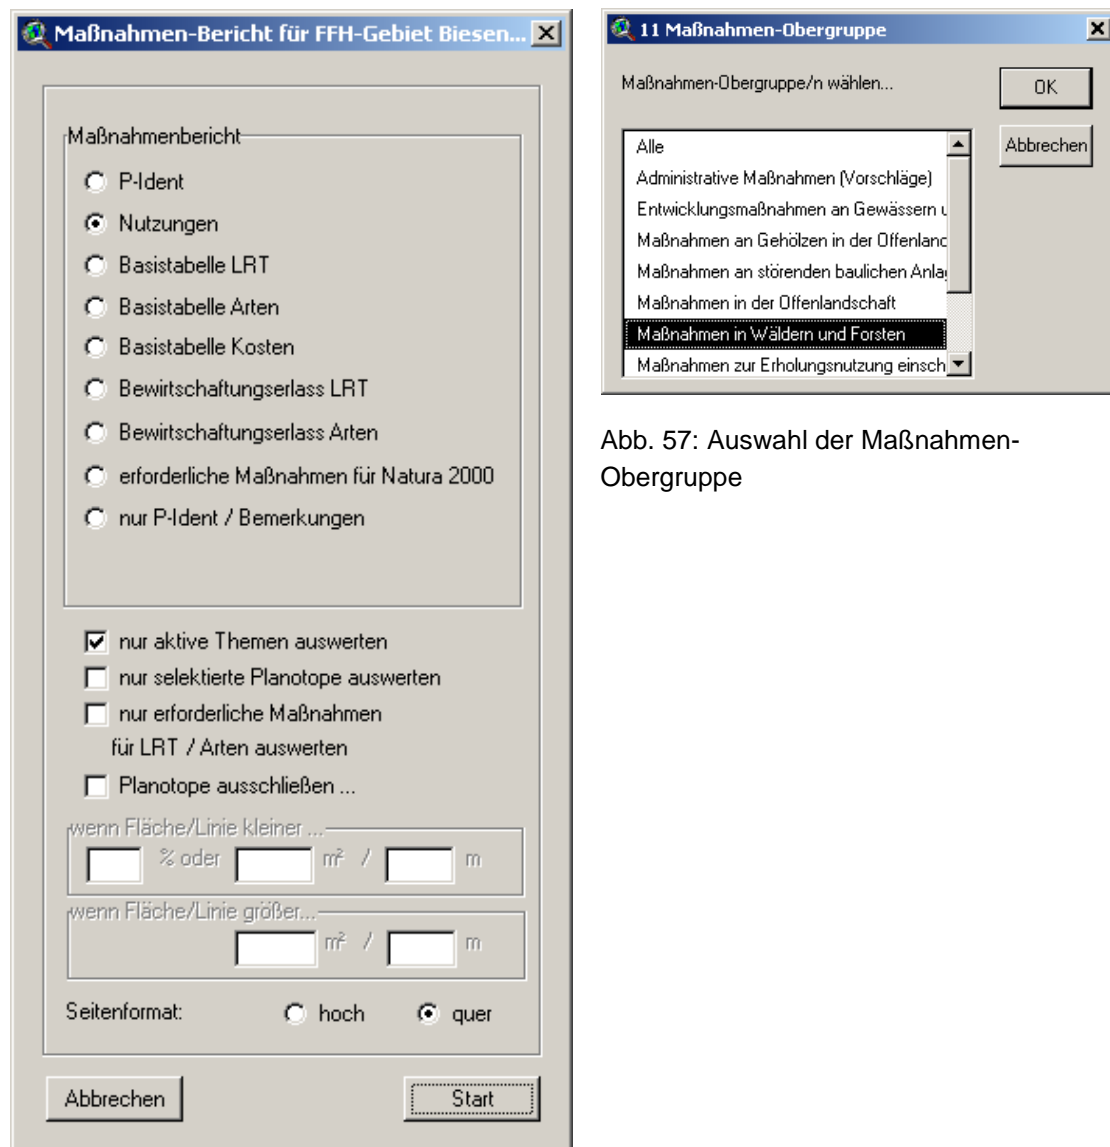 Maßnahmen-Bericht für FFH-Gebiet Biesen...
Maßnahmenbericht
P-Ident
Nutzungen
Basistabelle LRT
Basistabelle Arten
Basistabelle Kosten
Bewirtschaftungserlass LRT
Bewirtschaftungserlass Arten
erforderliche Maßnahmen für Natura 2000
nur P-Ident / Bemerkungen
nur aktive Themen auswerten
nur selektierte Planotope auswerten
nur erforderliche Maßnahmen
für LRT / Arten auswerten
Planotope ausschließen ...
wenn Fläche/Linie kleiner ...
% oder m² / m
wenn Fläche/Linie größer...
m² / m
Seitenformat: hoch quer
Abbrechen Start
11 Maßnahmen-Obergruppe
Maßnahmen-Obergruppe/n wählen...
OK
Abbrechen
Alle
Administrative Maßnahmen (Vorschläge)
Entwicklungsmaßnahmen an Gewässern u
Maßnahmen an Gehölzen in der Offenlanc
Maßnahmen an störenden baulichen Anla
Maßnahmen in der Offenlandschaft
Maßnahmen in Wäldern und Forsten
Maßnahmen zur Erholungsnutzung einsch
Abb. 57: Auswahl der Maßnahmen-
Obergruppe